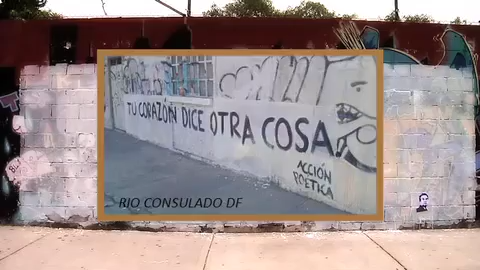 TU CORAZÓN DICE OTRA COSA
ACCIÓN
POÉTICA
RIO CONSULADO DF